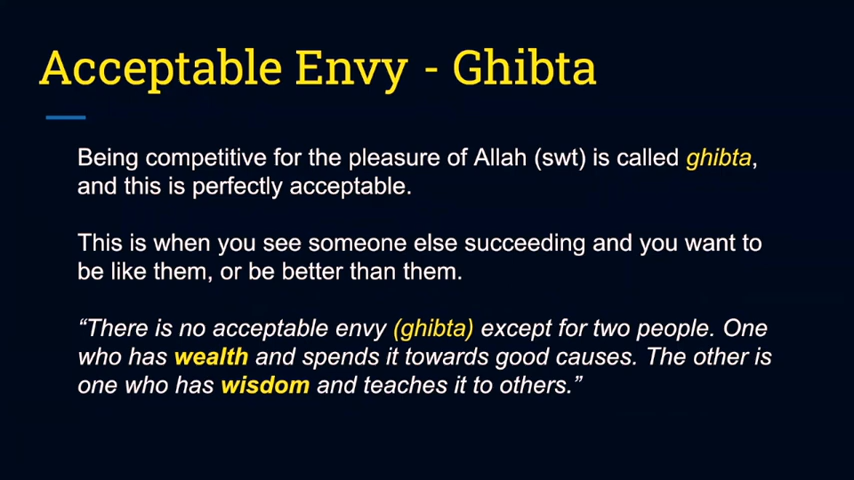 Acceptable Envy - Ghibta
Being competitive for the pleasure of Allah (swt) is called ghibta,
and this is perfectly acceptable.
This is when you see someone else succeeding and you want to
be like them, or be better than them.
“There is no acceptable envy (ghibta) except for two people. One
who has wealth and spends it towards good causes. The other is
one who has wisdom and teaches it to others.”